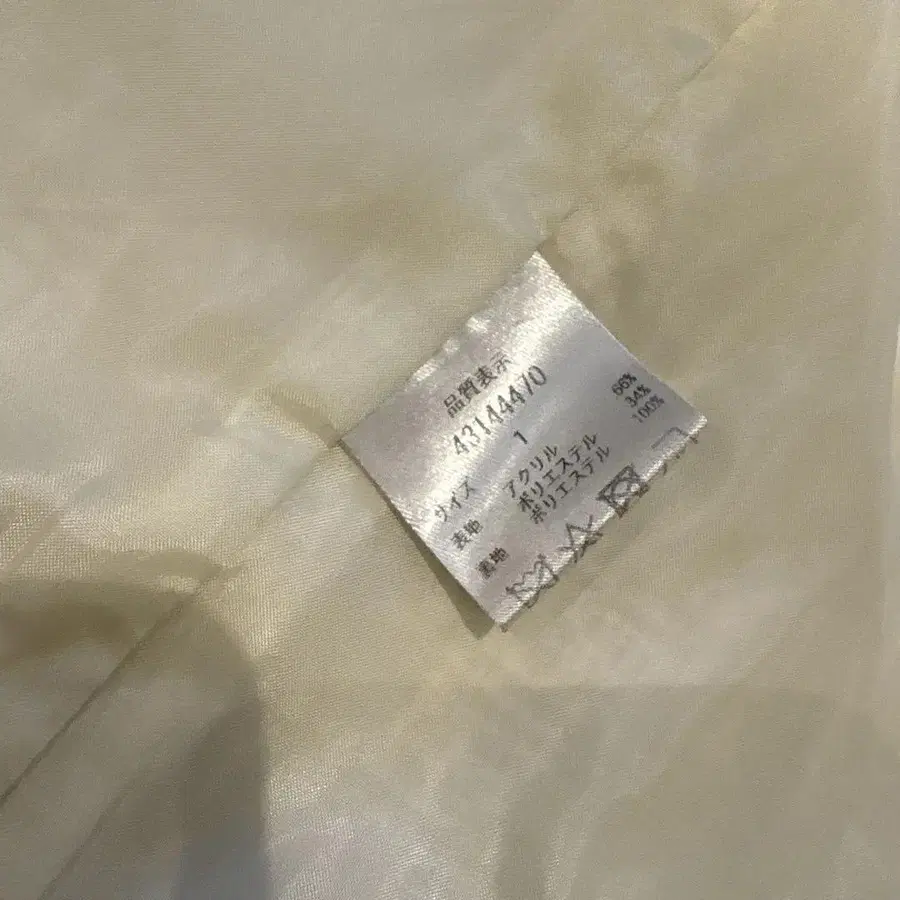 品質表示
43144470
サイズ 1
表地 アクリル 66%
ポリエステル 34%
裏地 ポリエステル 100%